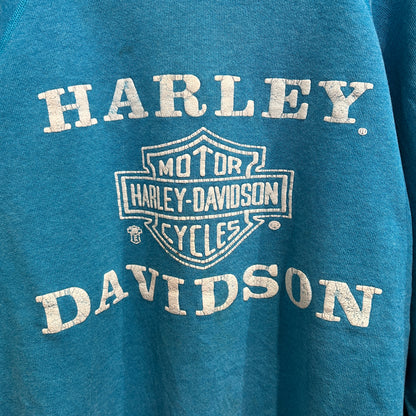 HARLEY ®
MOTOR
HARLEY-DAVIDSON
CYCLES ®
DAVIDSON